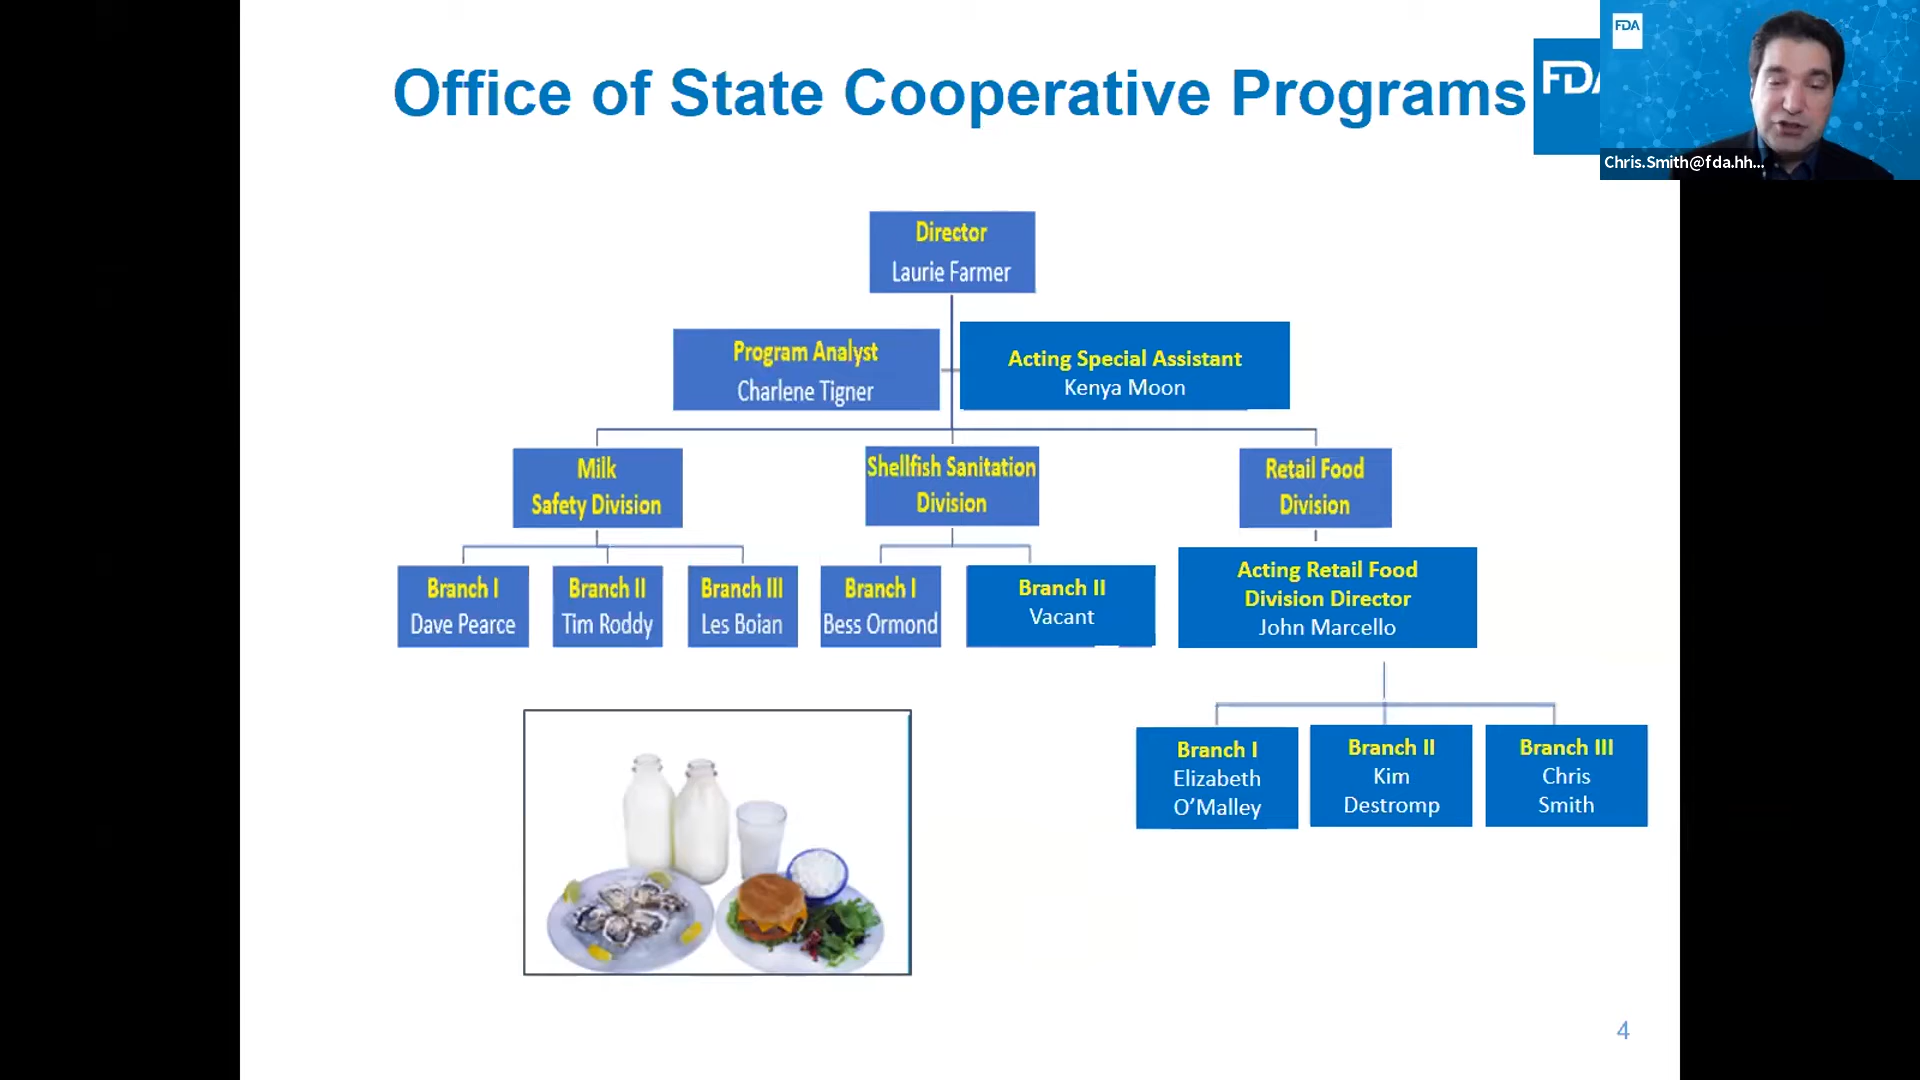 Office of State Cooperative Programs
FDA
FDA
Chris.Smith@fda.hh...
Director
Laurie Farmer
Program Analyst
Charlene Tigner
Acting Special Assistant
Kenya Moon
Milk
Safety Division
Shellfish Sanitation
Division
Retail Food
Division
Branch I
Dave Pearce
Branch II
Tim Roddy
Branch III
Les Boian
Branch I
Bess Ormond
Branch II
Vacant
Acting Retail Food
Division Director
John Marcello
Branch I
Elizabeth
O’Malley
Branch II
Kim
Destromp
Branch III
Chris
Smith
4